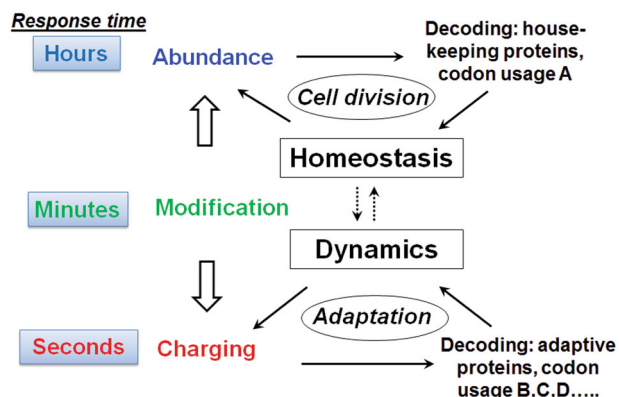 Response time
Hours
Abundance
Decoding: house-
keeping proteins,
codon usage A
Cell division
Homeostasis
Minutes
Modification
Dynamics
Adaptation
Seconds
Charging
Decoding: adaptive
proteins, codon
usage B.C.D.....